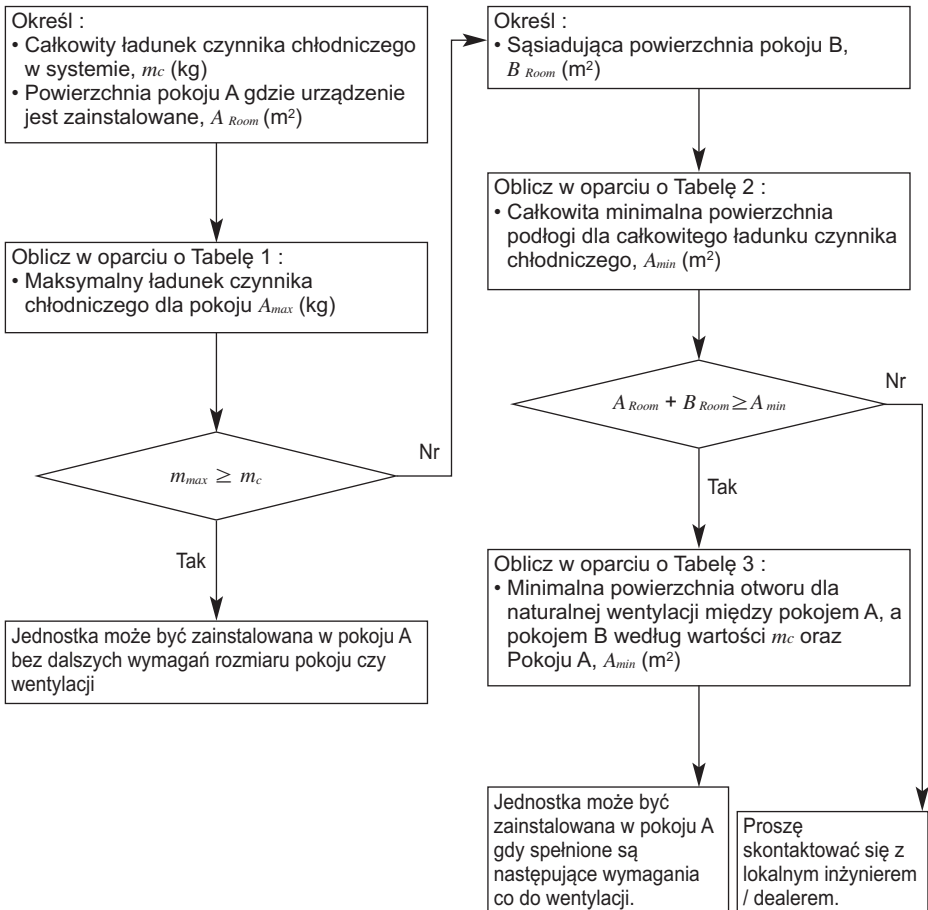 Określ :
• Całkowity ładunek czynnika chłodniczego
w systemie, mc (kg)
• Powierzchnia pokoju A gdzie urządzenie
jest zainstalowane, A Room (m²)
Oblicz w oparciu o Tabelę 1 :
• Maksymalny ładunek czynnika
chłodniczego dla pokoju Amax (kg)
mmax ≥ mc
Nr
Tak
Jednostka może być zainstalowana w pokoju A
bez dalszych wymagań rozmiaru pokoju czy
wentylacji
Określ :
• Sąsiadująca powierzchnia pokoju B,
B Room (m²)
Oblicz w oparciu o Tabelę 2 :
• Całkowita minimalna powierzchnia
podłogi dla całkowitego ładunku czynnika
chłodniczego, Amin (m²)
A Room + B Room ≥ A min
Nr
Tak
Oblicz w oparciu o Tabelę 3 :
• Minimalna powierzchnia otworu dla
naturalnej wentylacji między pokojem A, a
pokojem B według wartości mc oraz
Pokoju A, Amin (m²)
Jednostka może być
zainstalowana w pokoju A
gdy spełnione są
następujące wymagania
co do wentylacji.
Proszę
skontaktować się z
lokalnym inżynierem
/ dealerem.